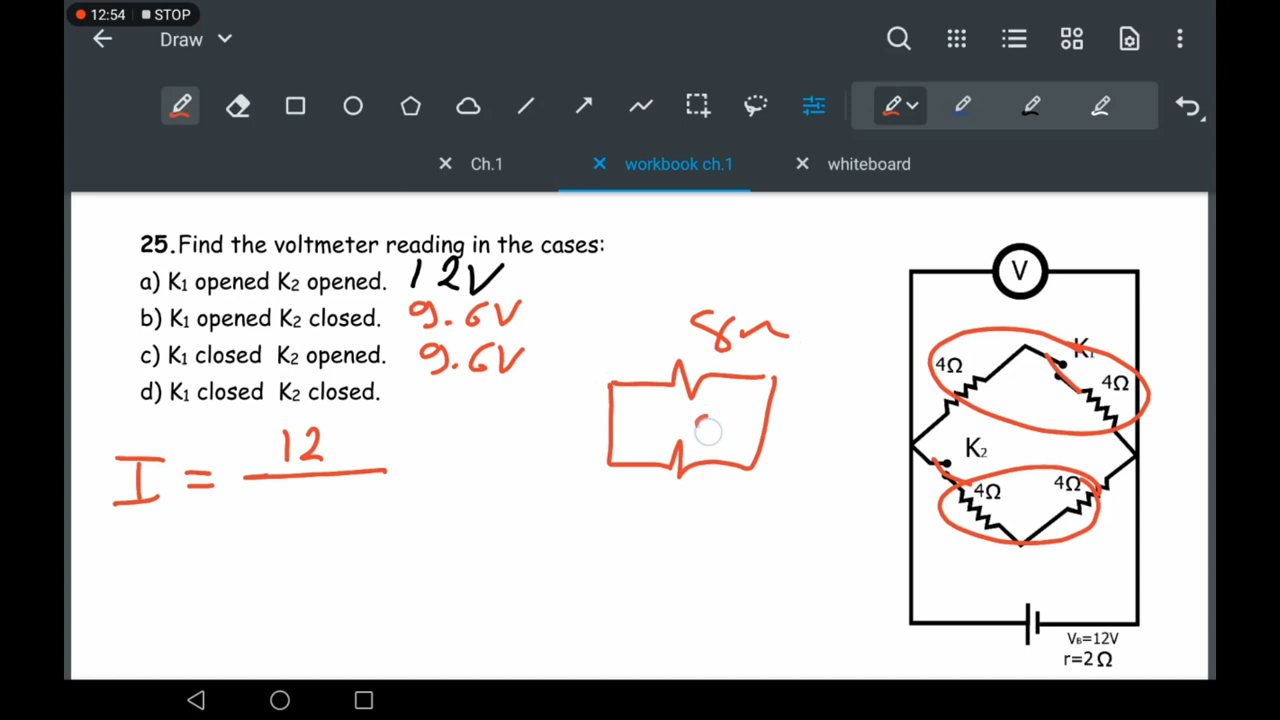 12:54 STOP
Draw
Ch.1
workbook ch.1
whiteboard
25.Find the voltmeter reading in the cases:
a) K₁ opened K₂ opened. 12V
b) K₁ opened K₂ closed. 9.6V
c) K₁ closed K₂ opened. 9.6V
d) K₁ closed K₂ closed.
I = 12
8Ω
V
K₁
4Ω
4Ω
K₂
4Ω
4Ω
VB=12V
r=2Ω